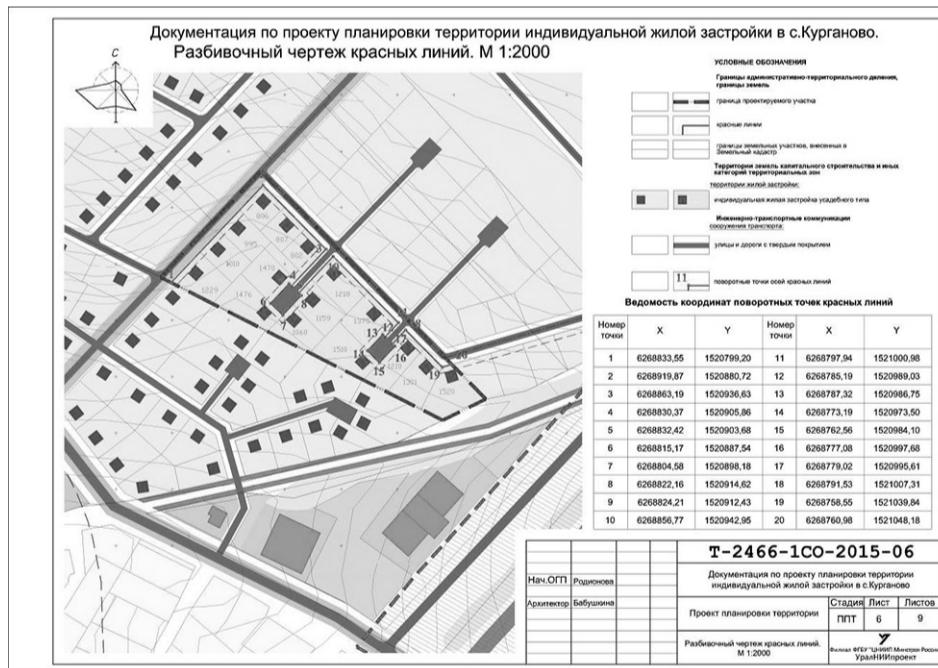 Документация по проекту планировки территории индивидуальной жилой застройки в с.Курганово.
Разбивочный чертеж красных линий. М 1:2000
С
УСЛОВНЫЕ ОБОЗНАЧЕНИЯ
Границы административно-территориального деления,
границы земель
граница проектируемого участка
красные линии
границы земельных участков, внесенных в
Земельный кадастр
Территории земель капитального строительства и иных
категорий территориальных зон
территории жилой застройки:
индивидуальная жилая застройка усадебного типа
Инженерно-транспортные коммуникации
сооружения транспорта:
улицы и дороги с твердым покрытием
11 поворотные точки осей красных линий
Ведомость координат поворотных точек красных линий
Номер точки X Y Номер точки X Y
1 6268833,55 1520799,20 11 6268797,94 1521000,98
2 6268919,87 1520880,72 12 6268785,19 1520989,03
3 6268863,19 1520936,63 13 6268787,32 1520986,75
4 6268830,37 1520905,86 14 6268773,19 1520973,50
5 6268832,42 1520903,68 15 6268762,56 1520984,10
6 6268815,17 1520887,54 16 6268777,08 1520997,68
7 6268804,58 1520898,18 17 6268779,02 1520995,61
8 6268822,16 1520914,62 18 6268791,53 1521007,31
9 6268824,21 1520912,43 19 6268758,55 1521039,84
10 6268856,77 1520942,95 20 6268760,98 1521048,18
Т-2466-1СО-2015-06
Документация по проекту планировки территории
индивидуальной жилой застройки в с.Курганово
Нач.ОГП Родионова
Архитектор Бабушкина
Проект планировки территории
Стадия Лист Листов
ППТ 6 9
Разбивочный чертеж красных линий.
М 1:2000
Филиал ФГБУ "ЦНИИП Минстроя России"
УралНИИпроект